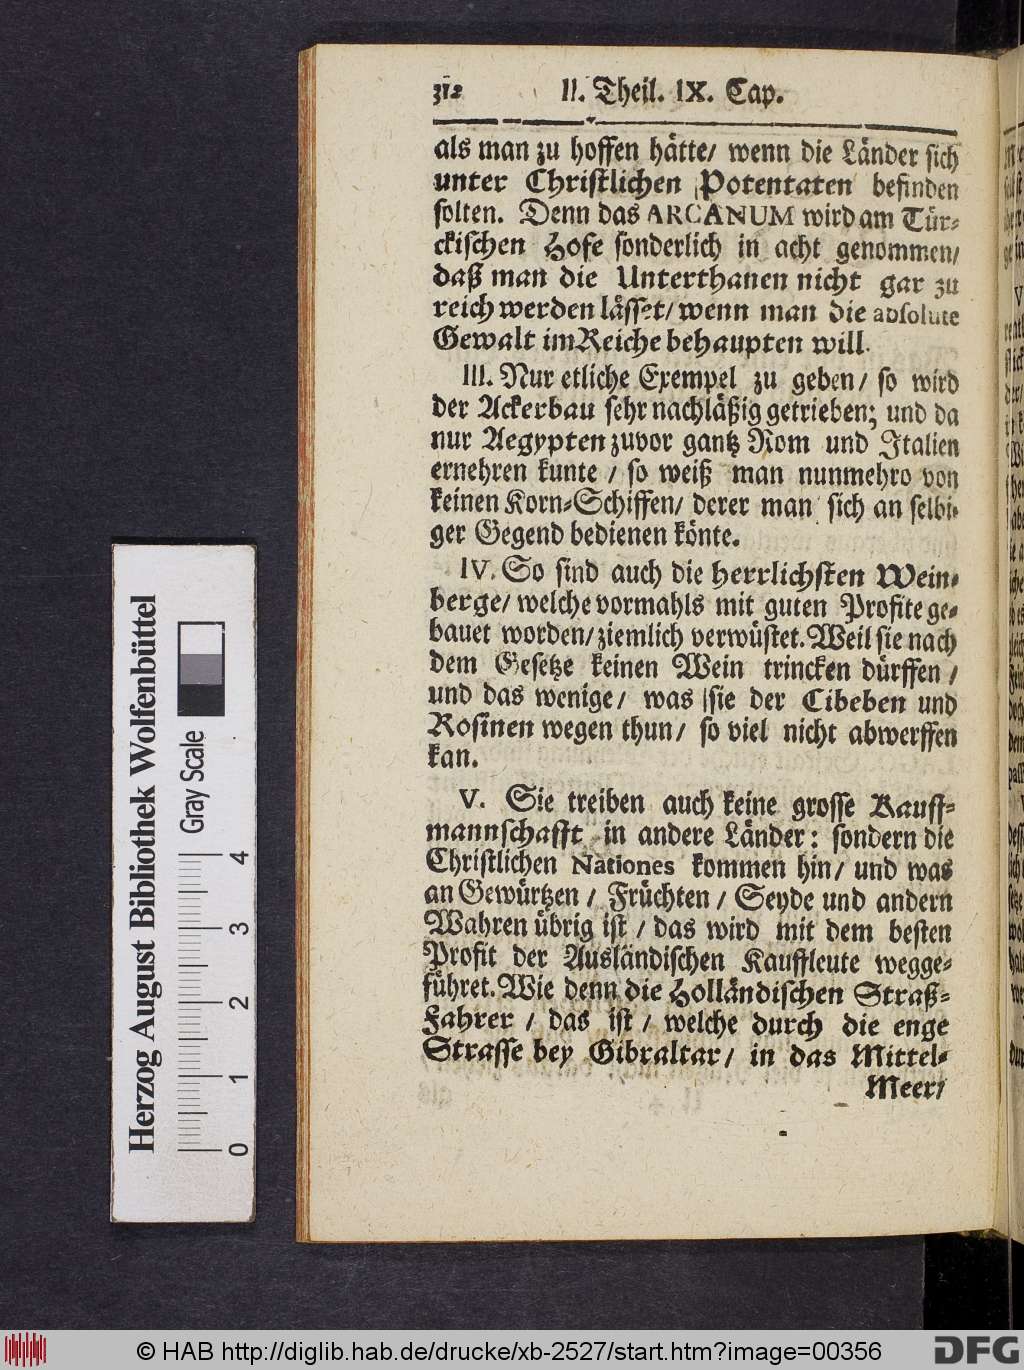 312 II. Theil. IX. Cap.
als man zu hoffen hätte/ wenn die Länder sich
unter Christlichen Potentaten befinden
solten. Denn das ARCANUM wird am Tür-
ckischen Hofe sonderlich in acht genommen/
daß man die Unterthanen nicht gar zu
reich werden lässet/ wenn man die absolute
Gewalt im Reiche behaupten will.
III. Nur etliche Exempel zu geben/ so wird
der Ackerbau sehr nachläßig getrieben; und da
nur Aegypten zuvor gantz Rom und Italien
ernehren kunte / so weiß man nunmehro von
keinen Korn-Schiffen/ derer man sich an selbi-
ger Gegend bedienen könte.
IV. So sind auch die herrlichsten Wein-
berge/ welche vormahls mit guten Profite ge-
bauet worden/ ziemlich verwüstet. Weil sie nach
dem Gesetze keinen Wein trincken dürffen /
und das wenige/ was sie der Cibeben und
Rosinen wegen thun/ so viel nicht abwerffen
kan.
V. Sie treiben auch keine grosse Kauff-
mannschafft in andere Länder: sondern die
Christlichen Nationes kommen hin/ und was
an Gewürtzen / Früchten / Seyde und andern
Wahren übrig ist / das wird mit dem besten
Profit der Ausländischen Kauffleute wegge-
führet. Wie denn die Holländischen Straß-
Fahrer / das ist / welche durch die enge
Strasse bey Gibraltar/ in das Mittel-
Meer/
Herzog August Bibliothek Wolfenbüttel
Gray Scale
0 1 2 3 4
© HAB http://diglib.hab.de/drucke/xb-2527/start.htm?image=00356
DFG